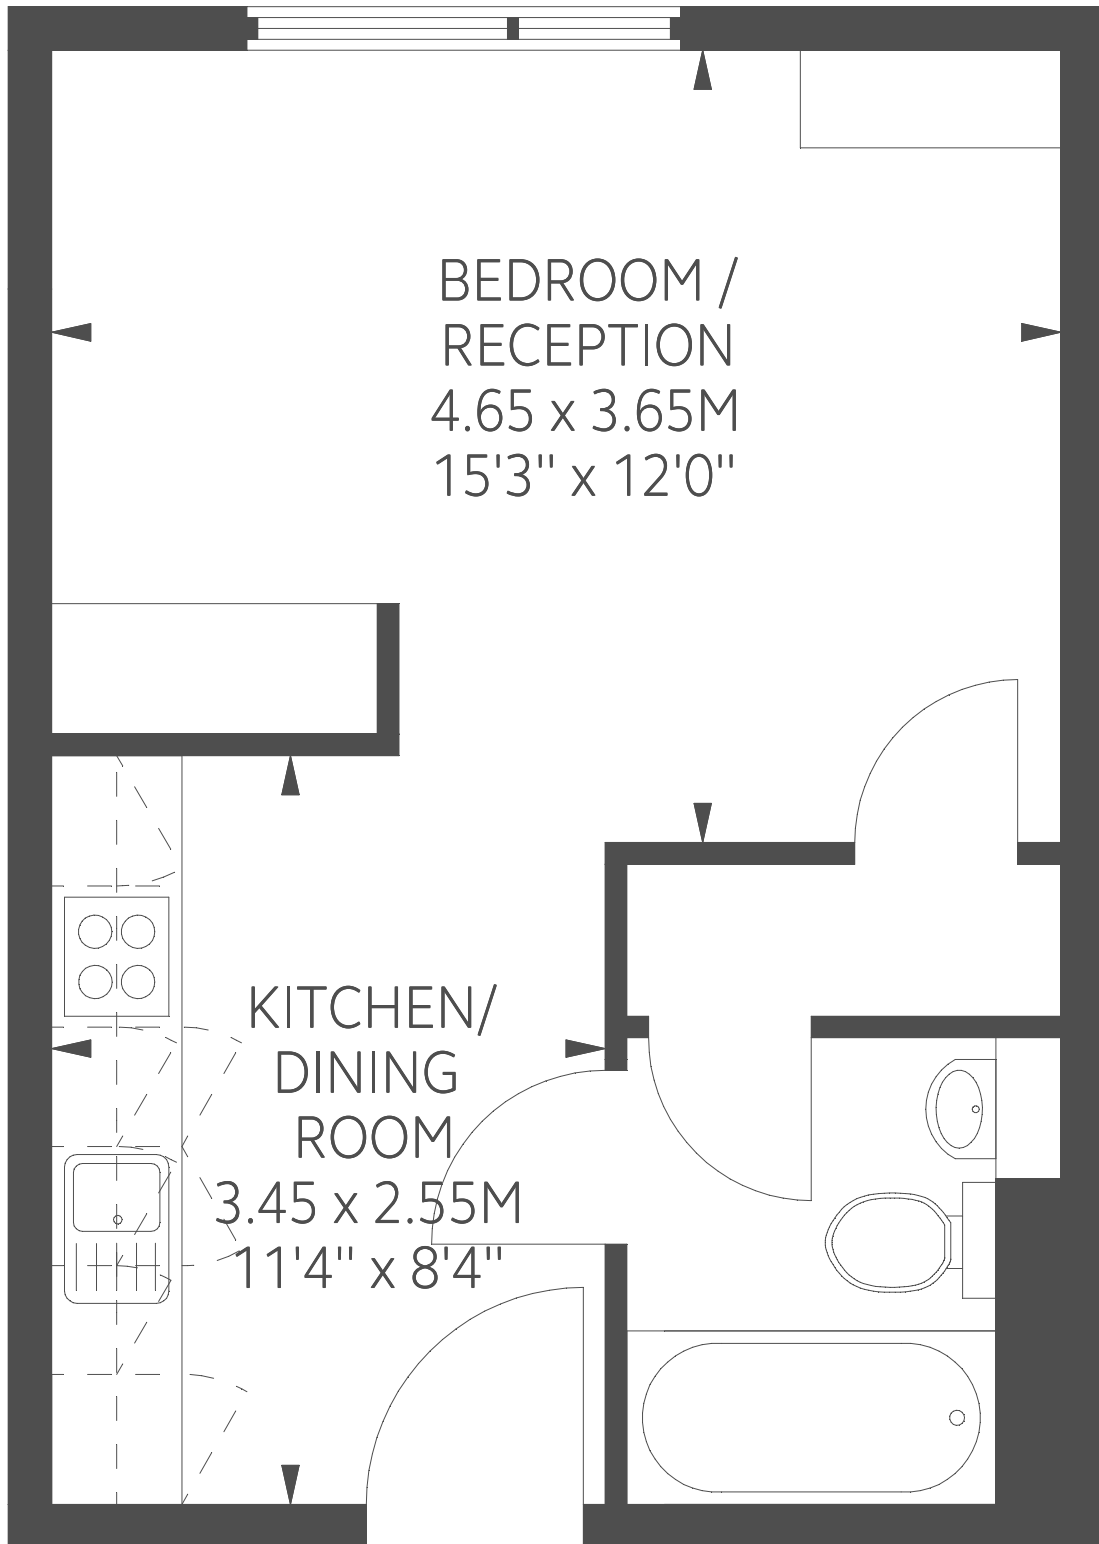 BEDROOM /
RECEPTION
4.65 x 3.65M
15'3" x 12'0"
KITCHEN/
DINING
ROOM
3.45 x 2.55M
11'4" x 8'4"